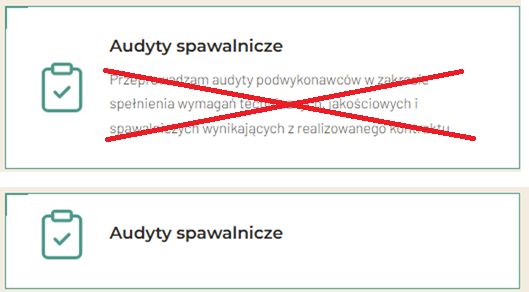 Audyty spawalnicze
Przeprowadzam audyty podwykonawców w zakresie
spełnienia wymagań technicznych, jakościowych i
spawalniczych wynikających z realizowanego kontraktu.
Audyty spawalnicze